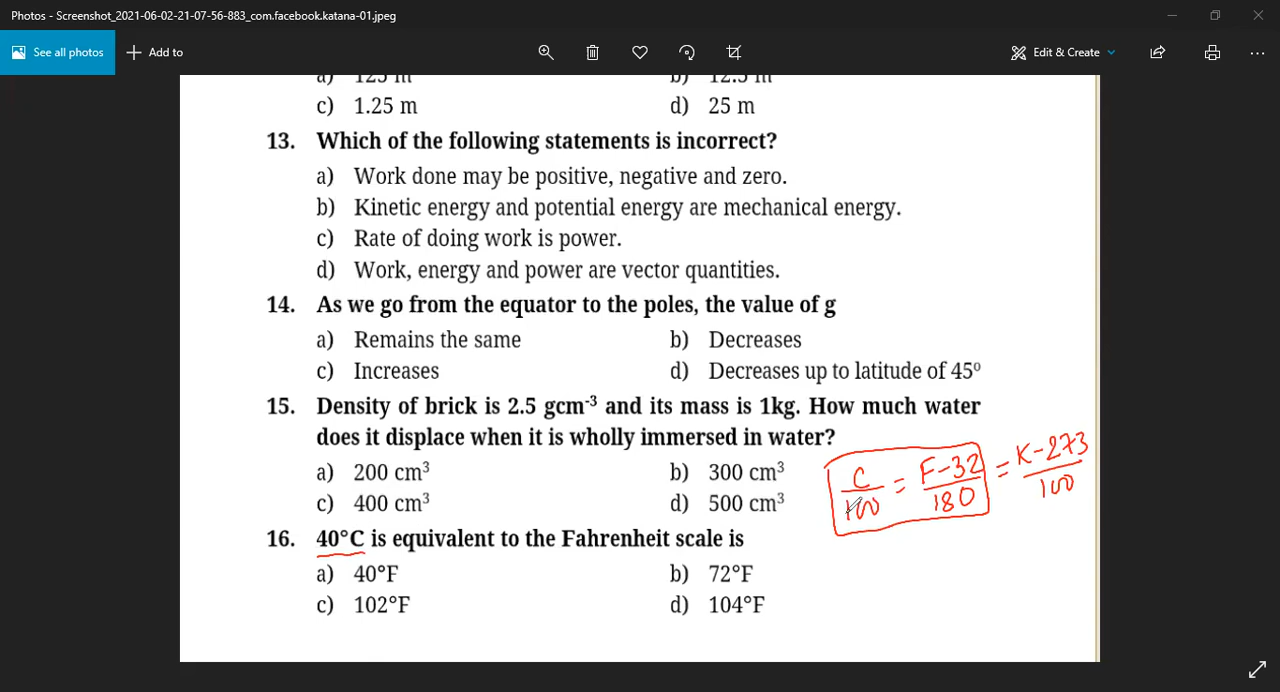 Photos - Screenshot_2021-06-02-21-07-56-883_com.facebook.katana-01.jpeg
See all photos Add to Edit & Create
a) 125 m b) 12.5 m
c) 1.25 m d) 25 m
13. Which of the following statements is incorrect?
a) Work done may be positive, negative and zero.
b) Kinetic energy and potential energy are mechanical energy.
c) Rate of doing work is power.
d) Work, energy and power are vector quantities.
14. As we go from the equator to the poles, the value of g
a) Remains the same b) Decreases
c) Increases d) Decreases up to latitude of 45º
15. Density of brick is 2.5 gcm⁻³ and its mass is 1kg. How much water
does it displace when it is wholly immersed in water?
a) 200 cm³ b) 300 cm³
c) 400 cm³ d) 500 cm³
C/100 = F-32/180 = K-273/100
16. 40°C is equivalent to the Fahrenheit scale is
a) 40°F b) 72°F
c) 102°F d) 104°F